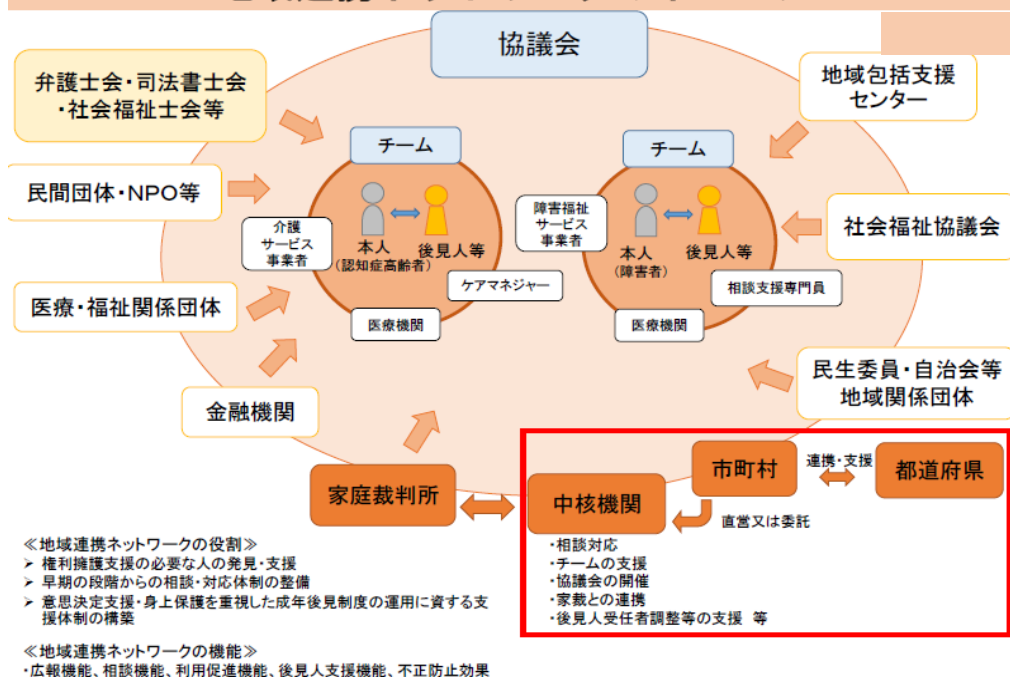 協議会
弁護士会・司法書士会
・社会福祉士会等
地域包括支援
センター
チーム
チーム
民間団体・NPO等
介護
サービス
事業者
本人
(認知症高齢者)
後見人等
障害福祉
サービス
事業者
本人
(障害者)
後見人等
社会福祉協議会
ケアマネジャー
相談支援専門員
医療・福祉関係団体
医療機関
医療機関
金融機関
民生委員・自治会等
地域関係団体
家庭裁判所
中核機関
市町村
連携・支援
都道府県
直営又は委託
・相談対応
・チームの支援
・協議会の開催
・家裁との連携
・後見人受任者調整等の支援 等
≪地域連携ネットワークの役割≫
➢ 権利擁護支援の必要な人の発見・支援
➢ 早期の段階からの相談・対応体制の整備
➢ 意思決定支援・身上保護を重視した成年後見制度の運用に資する支
援体制の構築
≪地域連携ネットワークの機能≫
・広報機能、相談機能、利用促進機能、後見人支援機能、不正防止効果